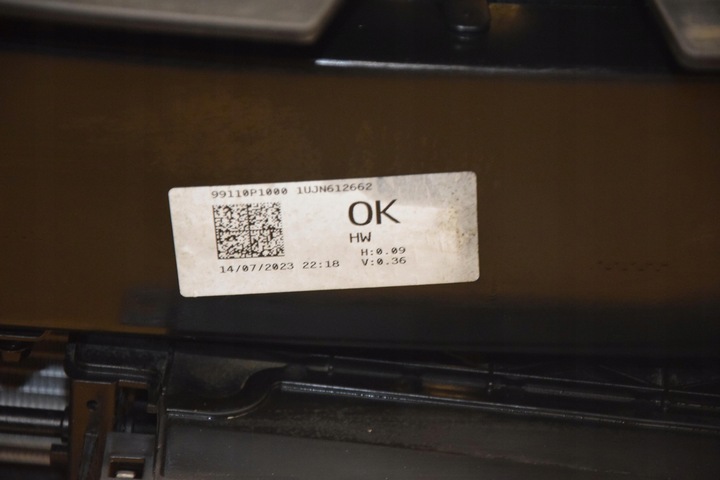 99110P1000 1UJN612662
OK
HW
H:0.09
14/07/2023 22:18 V:0.36